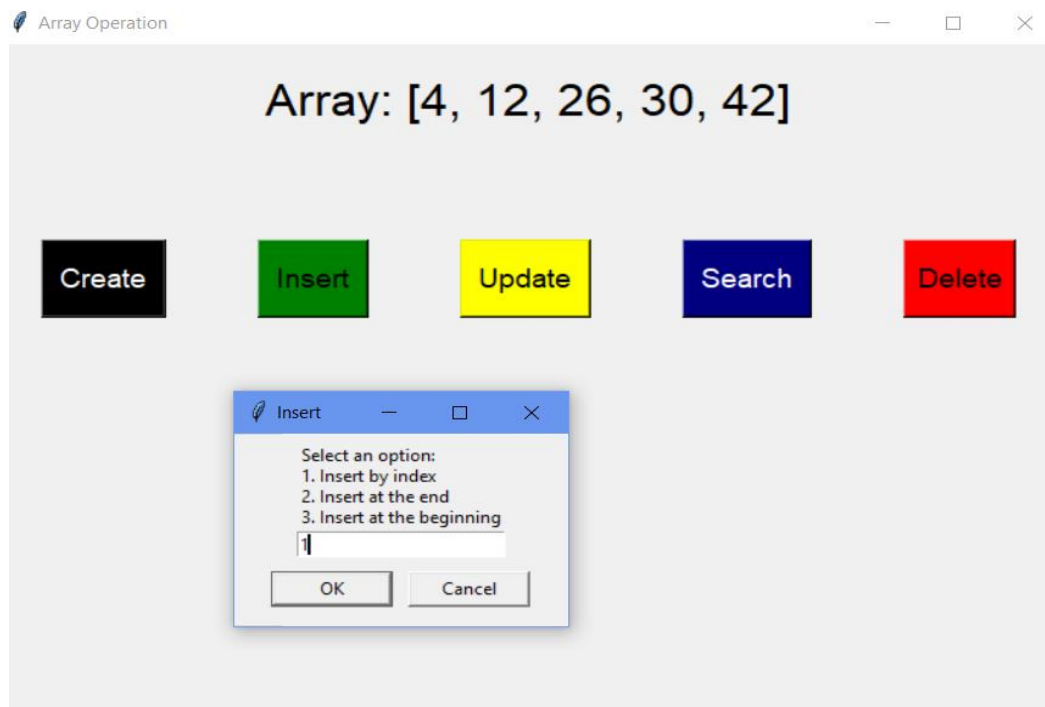 Array Operation
Array: [4, 12, 26, 30, 42]
Create Insert Update Search Delete
Insert
Select an option:
1. Insert by index
2. Insert at the end
3. Insert at the beginning
1
OK Cancel